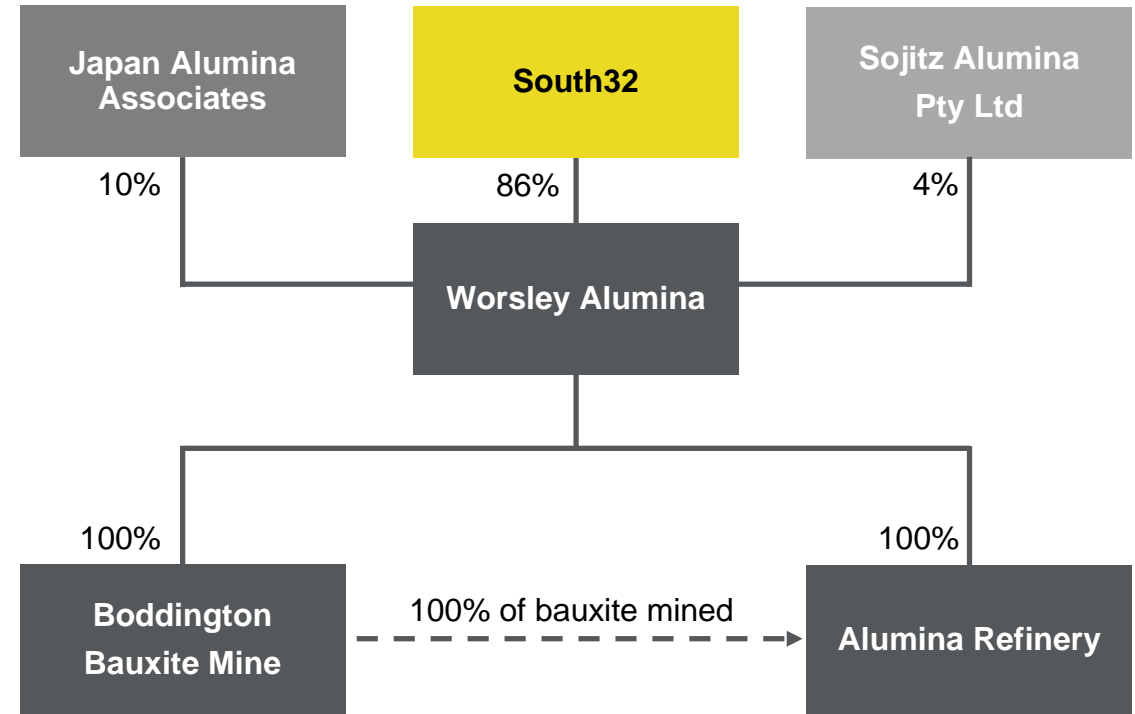 Japan Alumina
Associates
South32
Sojitz Alumina
Pty Ltd
10%
86%
4%
Worsley Alumina
100%
100%
Boddington
Bauxite Mine
100% of bauxite mined
Alumina Refinery